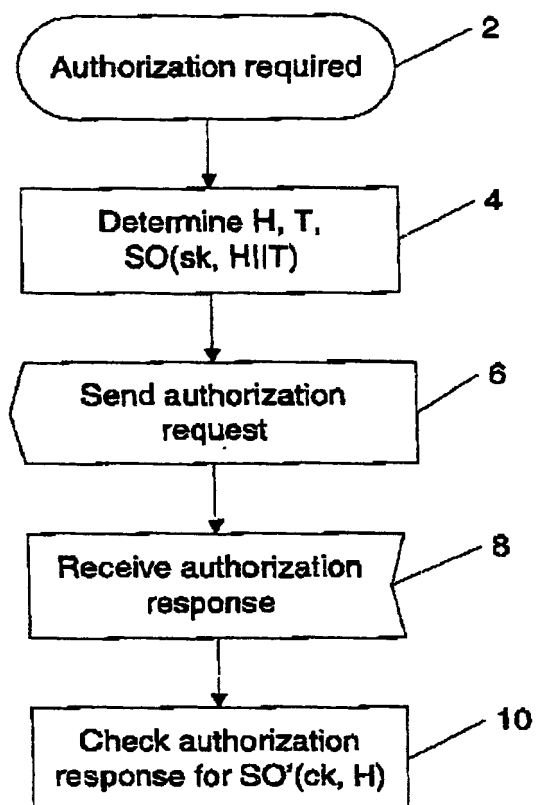 2
Authorization required
4
Determine H, T,
SO(sk, H||T)
6
Send authorization
request
8
Receive authorization
response
10
Check authorization
response for SO'(ck, H)